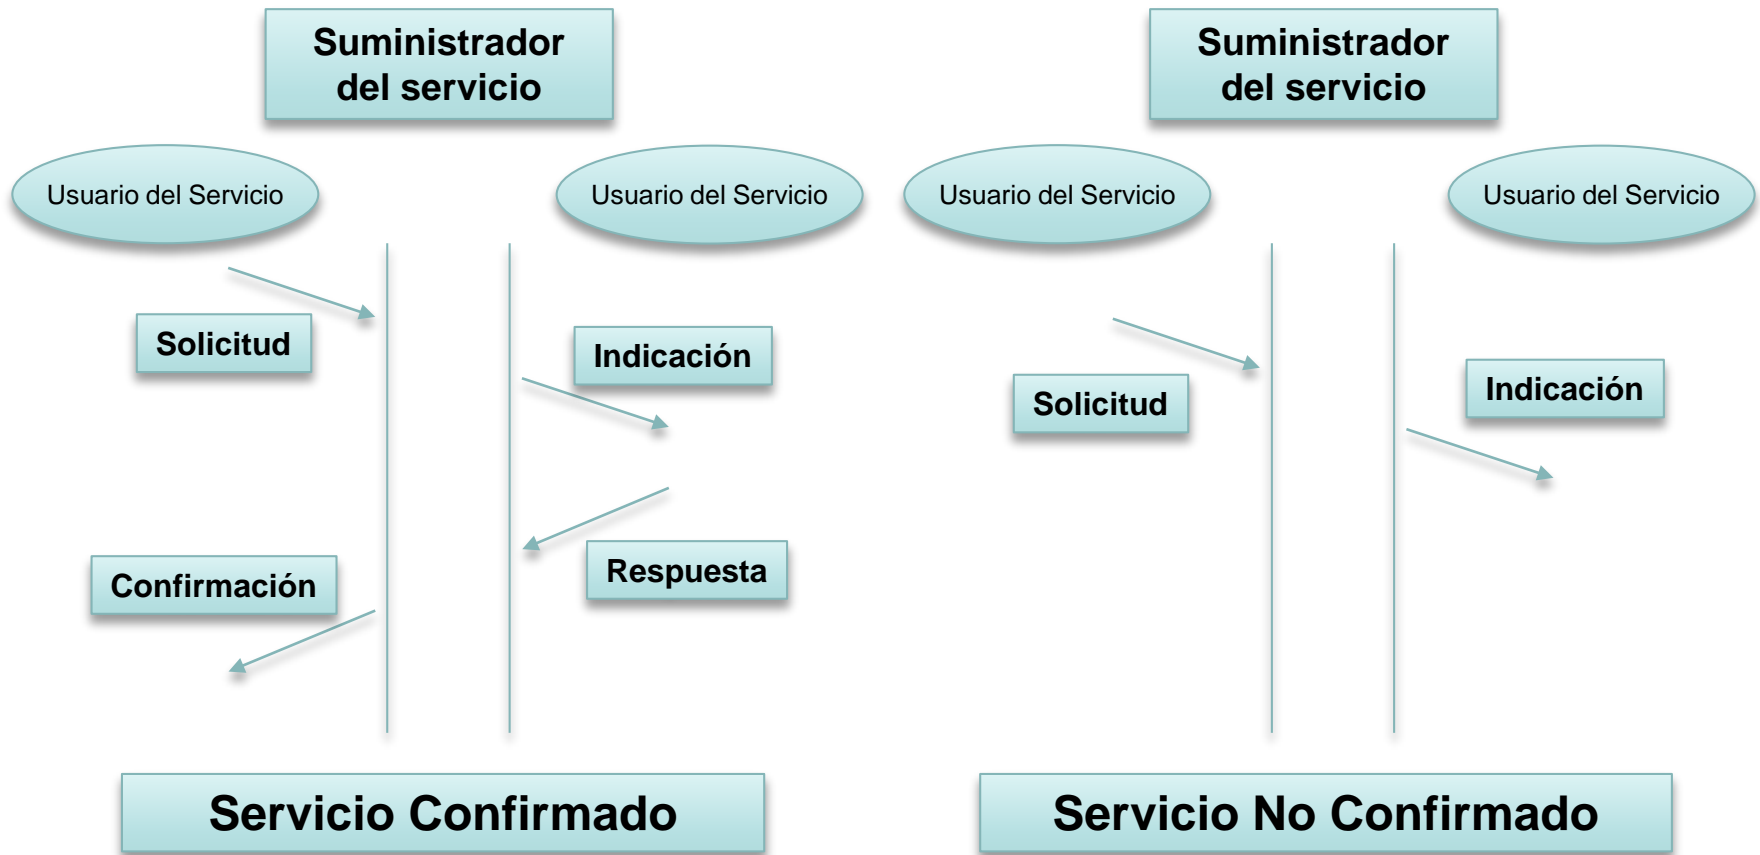 Suministrador
del servicio
Usuario del Servicio
Usuario del Servicio
Solicitud
Indicación
Respuesta
Confirmación
Servicio Confirmado
Suministrador
del servicio
Usuario del Servicio
Usuario del Servicio
Solicitud
Indicación
Servicio No Confirmado